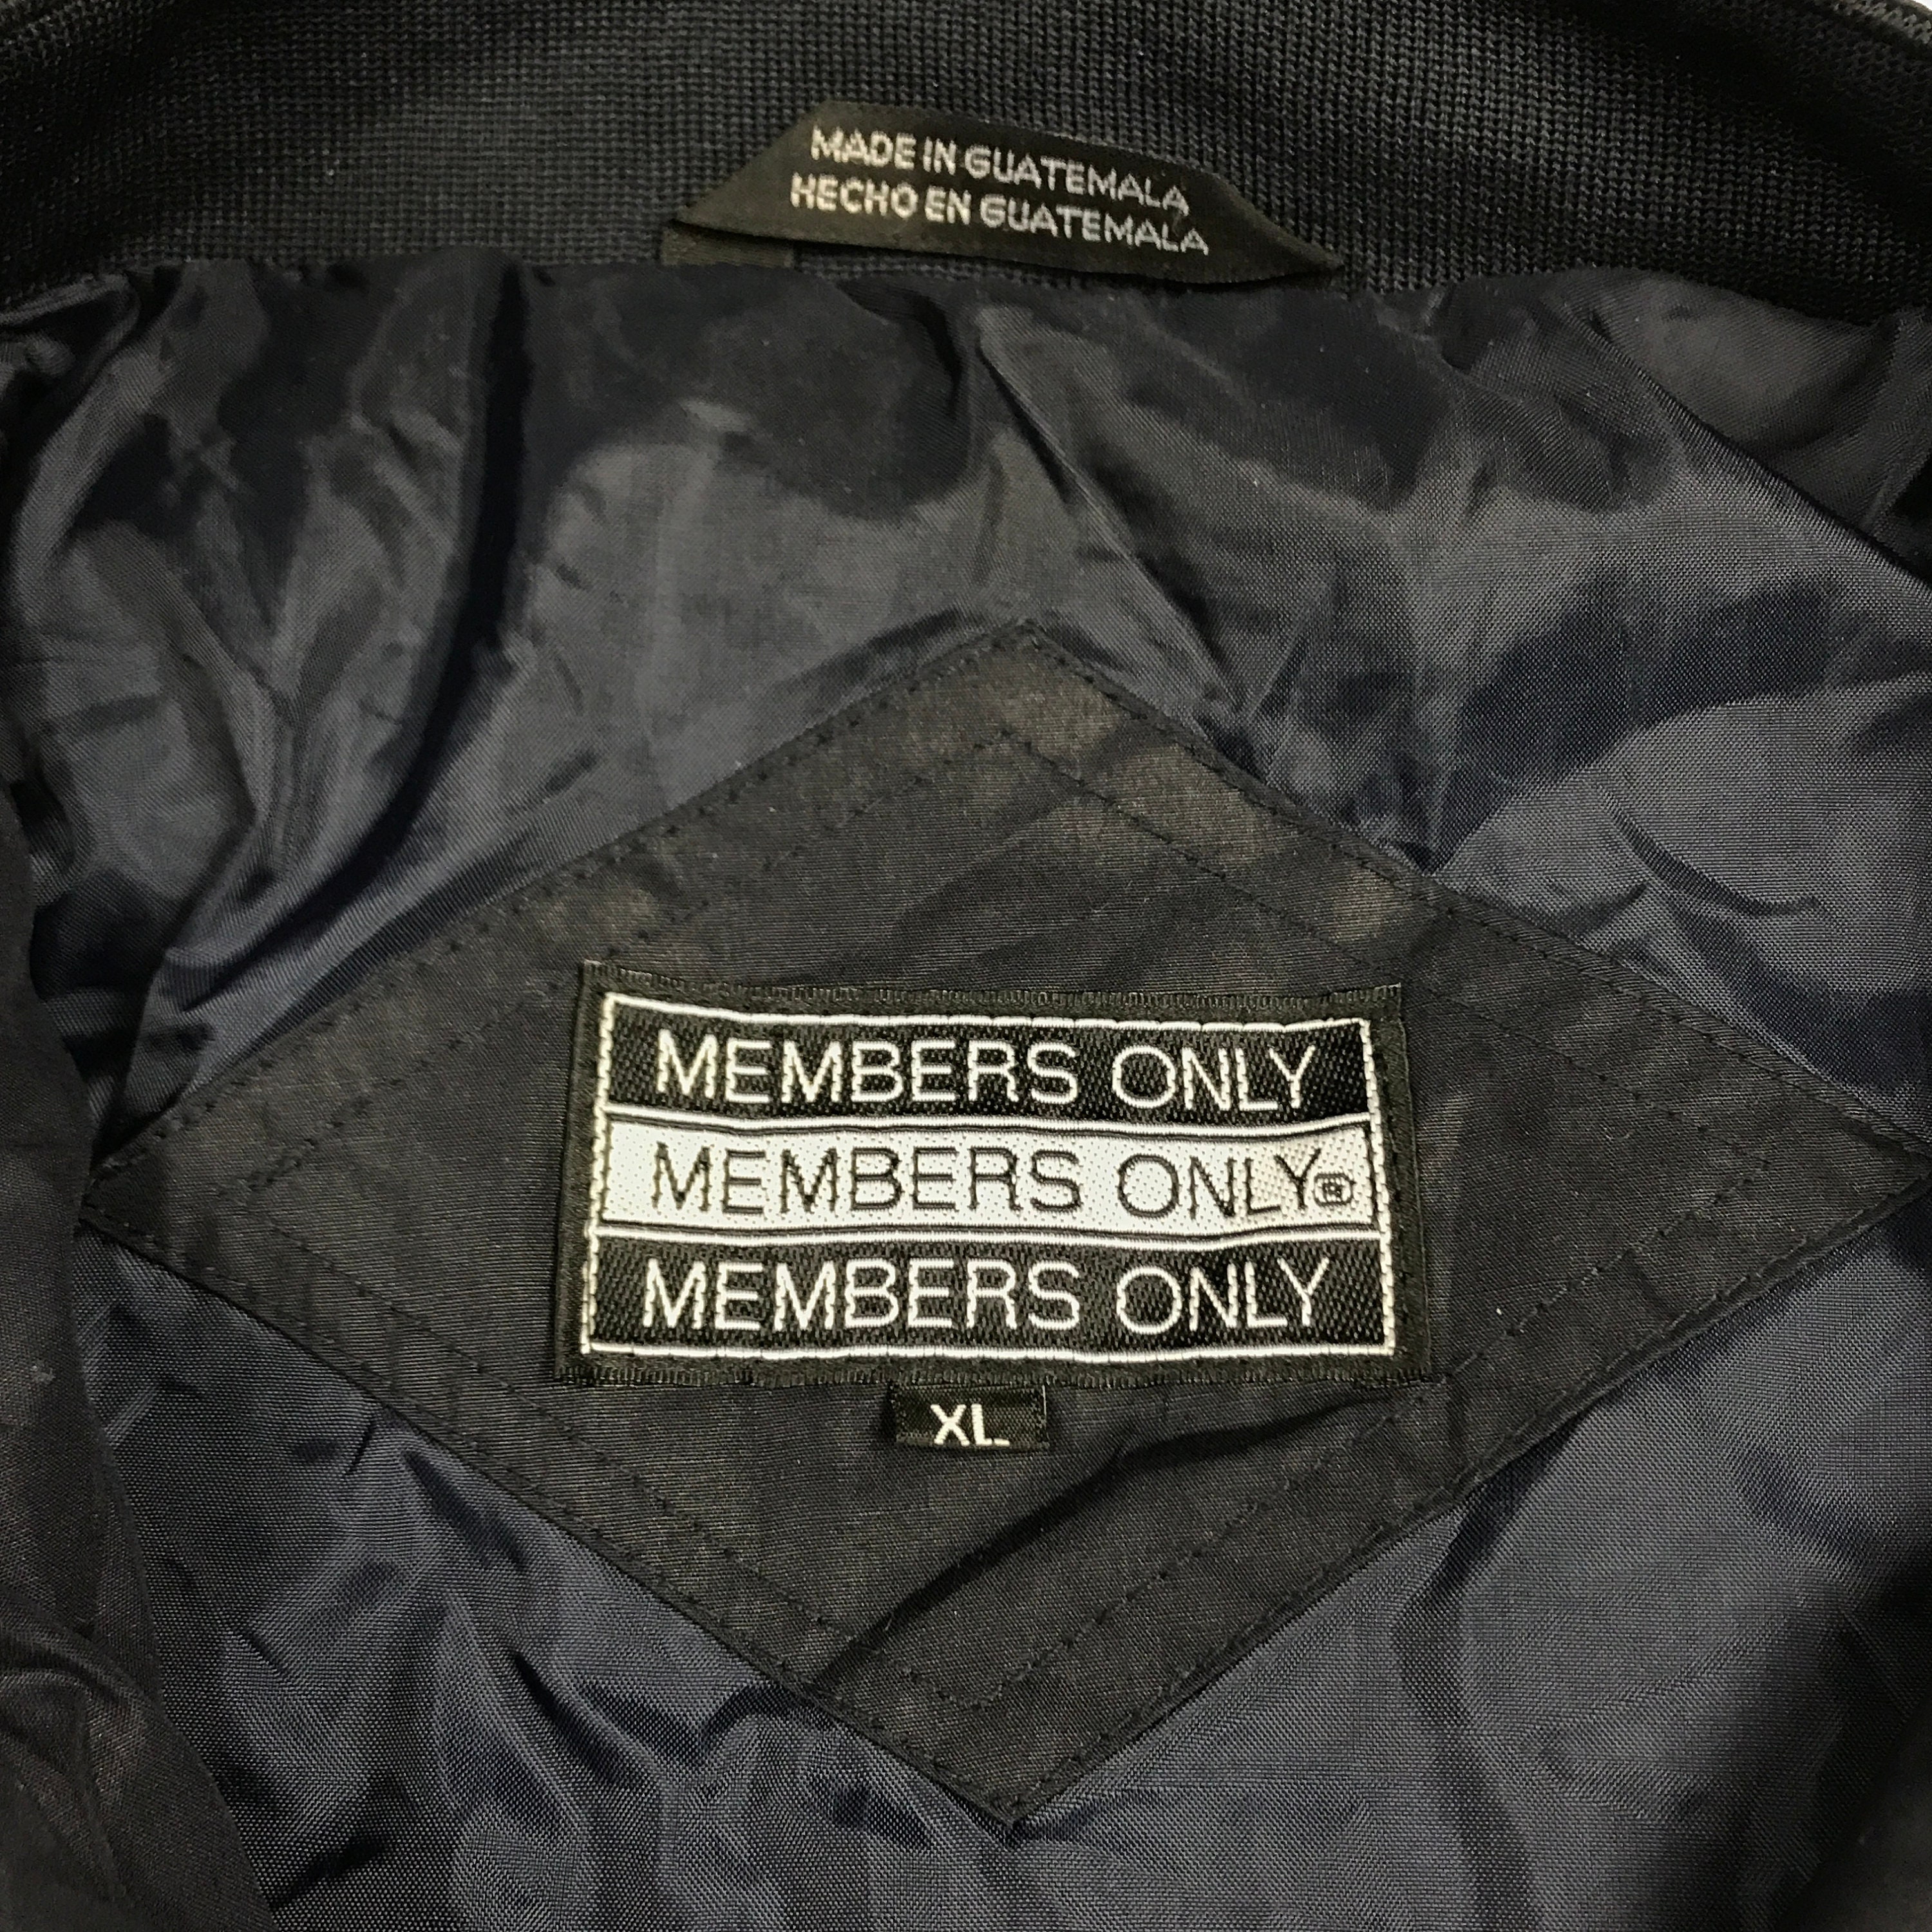 MADE IN GUATEMALA
HECHO EN GUATEMALA
MEMBERS ONLY
MEMBERS ONLY®
MEMBERS ONLY
XL